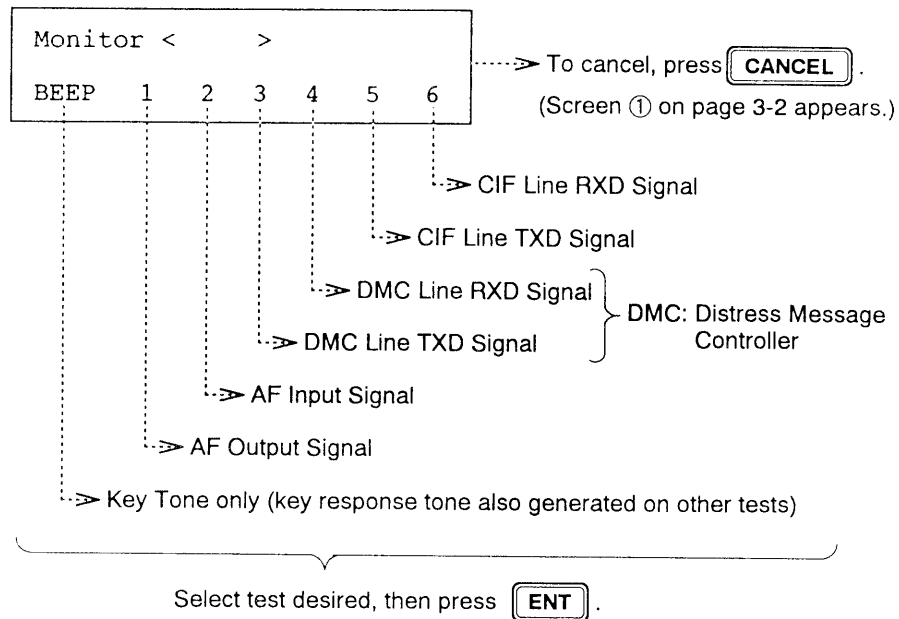 Monitor < >
To cancel, press CANCEL .
BEEP 1 2 3 4 5 6
(Screen ① on page 3-2 appears.)
CIF Line RXD Signal
CIF Line TXD Signal
DMC Line RXD Signal
DMC: Distress Message
Controller
DMC Line TXD Signal
AF Input Signal
AF Output Signal
Key Tone only (key response tone also generated on other tests)
Select test desired, then press ENT .